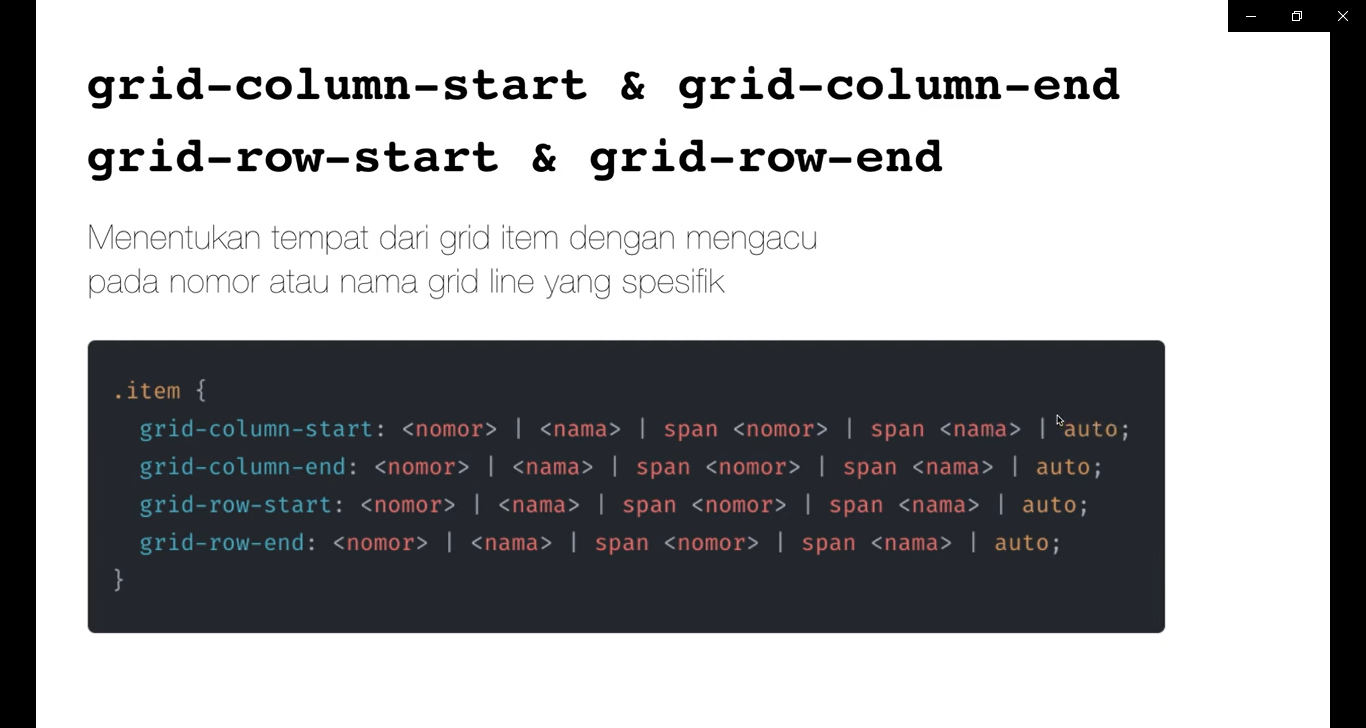 grid-column-start & grid-column-end
grid-row-start & grid-row-end
Menentukan tempat dari grid item dengan mengacu
pada nomor atau nama grid line yang spesifik
.item {
  grid-column-start: <nomor> | <nama> | span <nomor> | span <nama> | auto;
  grid-column-end: <nomor> | <nama> | span <nomor> | span <nama> | auto;
  grid-row-start: <nomor> | <nama> | span <nomor> | span <nama> | auto;
  grid-row-end: <nomor> | <nama> | span <nomor> | span <nama> | auto;
}